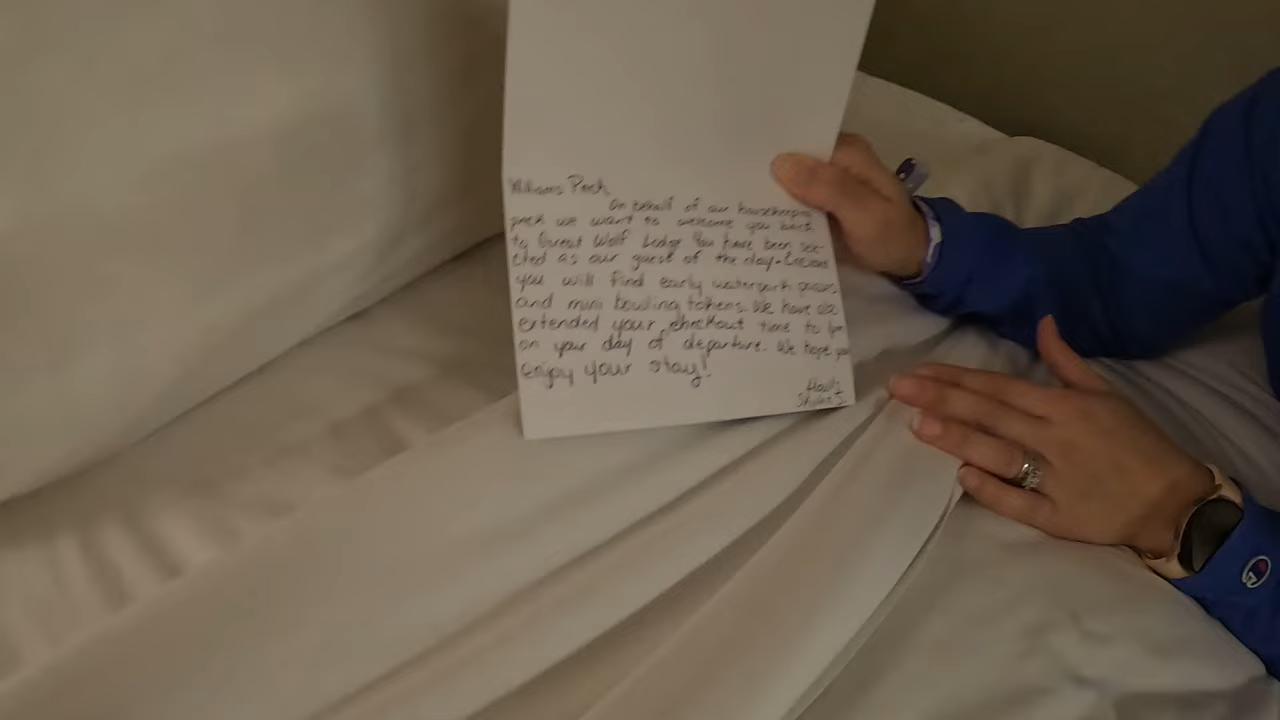 Williams Pack,
On behalf of our housekeeping
pack we want to welcome you back
to Great Wolf Lodge You have been sele-
cted as our guest of the day.
you will find early waterpark passes
and mini bowling tokens. We have also
extended your checkout time to
on your day of departure. We hope you
enjoy your stay!
Howlz